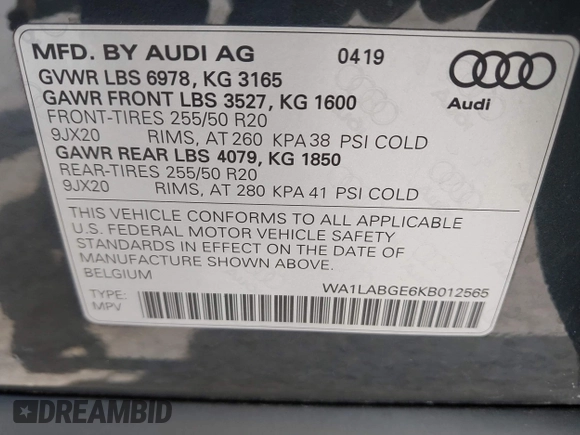 MFD. BY AUDI AG 0419
GVWR LBS 6978, KG 3165
GAWR FRONT LBS 3527, KG 1600
FRONT-TIRES 255/50 R20
9JX20 RIMS, AT 260 KPA 38 PSI COLD
GAWR REAR LBS 4079, KG 1850
REAR-TIRES 255/50 R20
9JX20 RIMS, AT 280 KPA 41 PSI COLD
Audi
THIS VEHICLE CONFORMS TO ALL APPLICABLE
U.S. FEDERAL MOTOR VEHICLE SAFETY
STANDARDS IN EFFECT ON THE DATE OF
MANUFACTURE SHOWN ABOVE.
BELGIUM
WA1LABGE6KB012565
TYPE:
MPV
DREAMBID